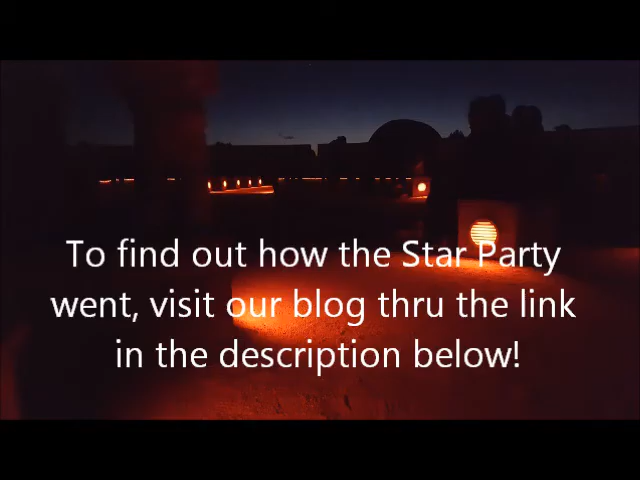 To find out how the Star Party
went, visit our blog thru the link
in the description below!